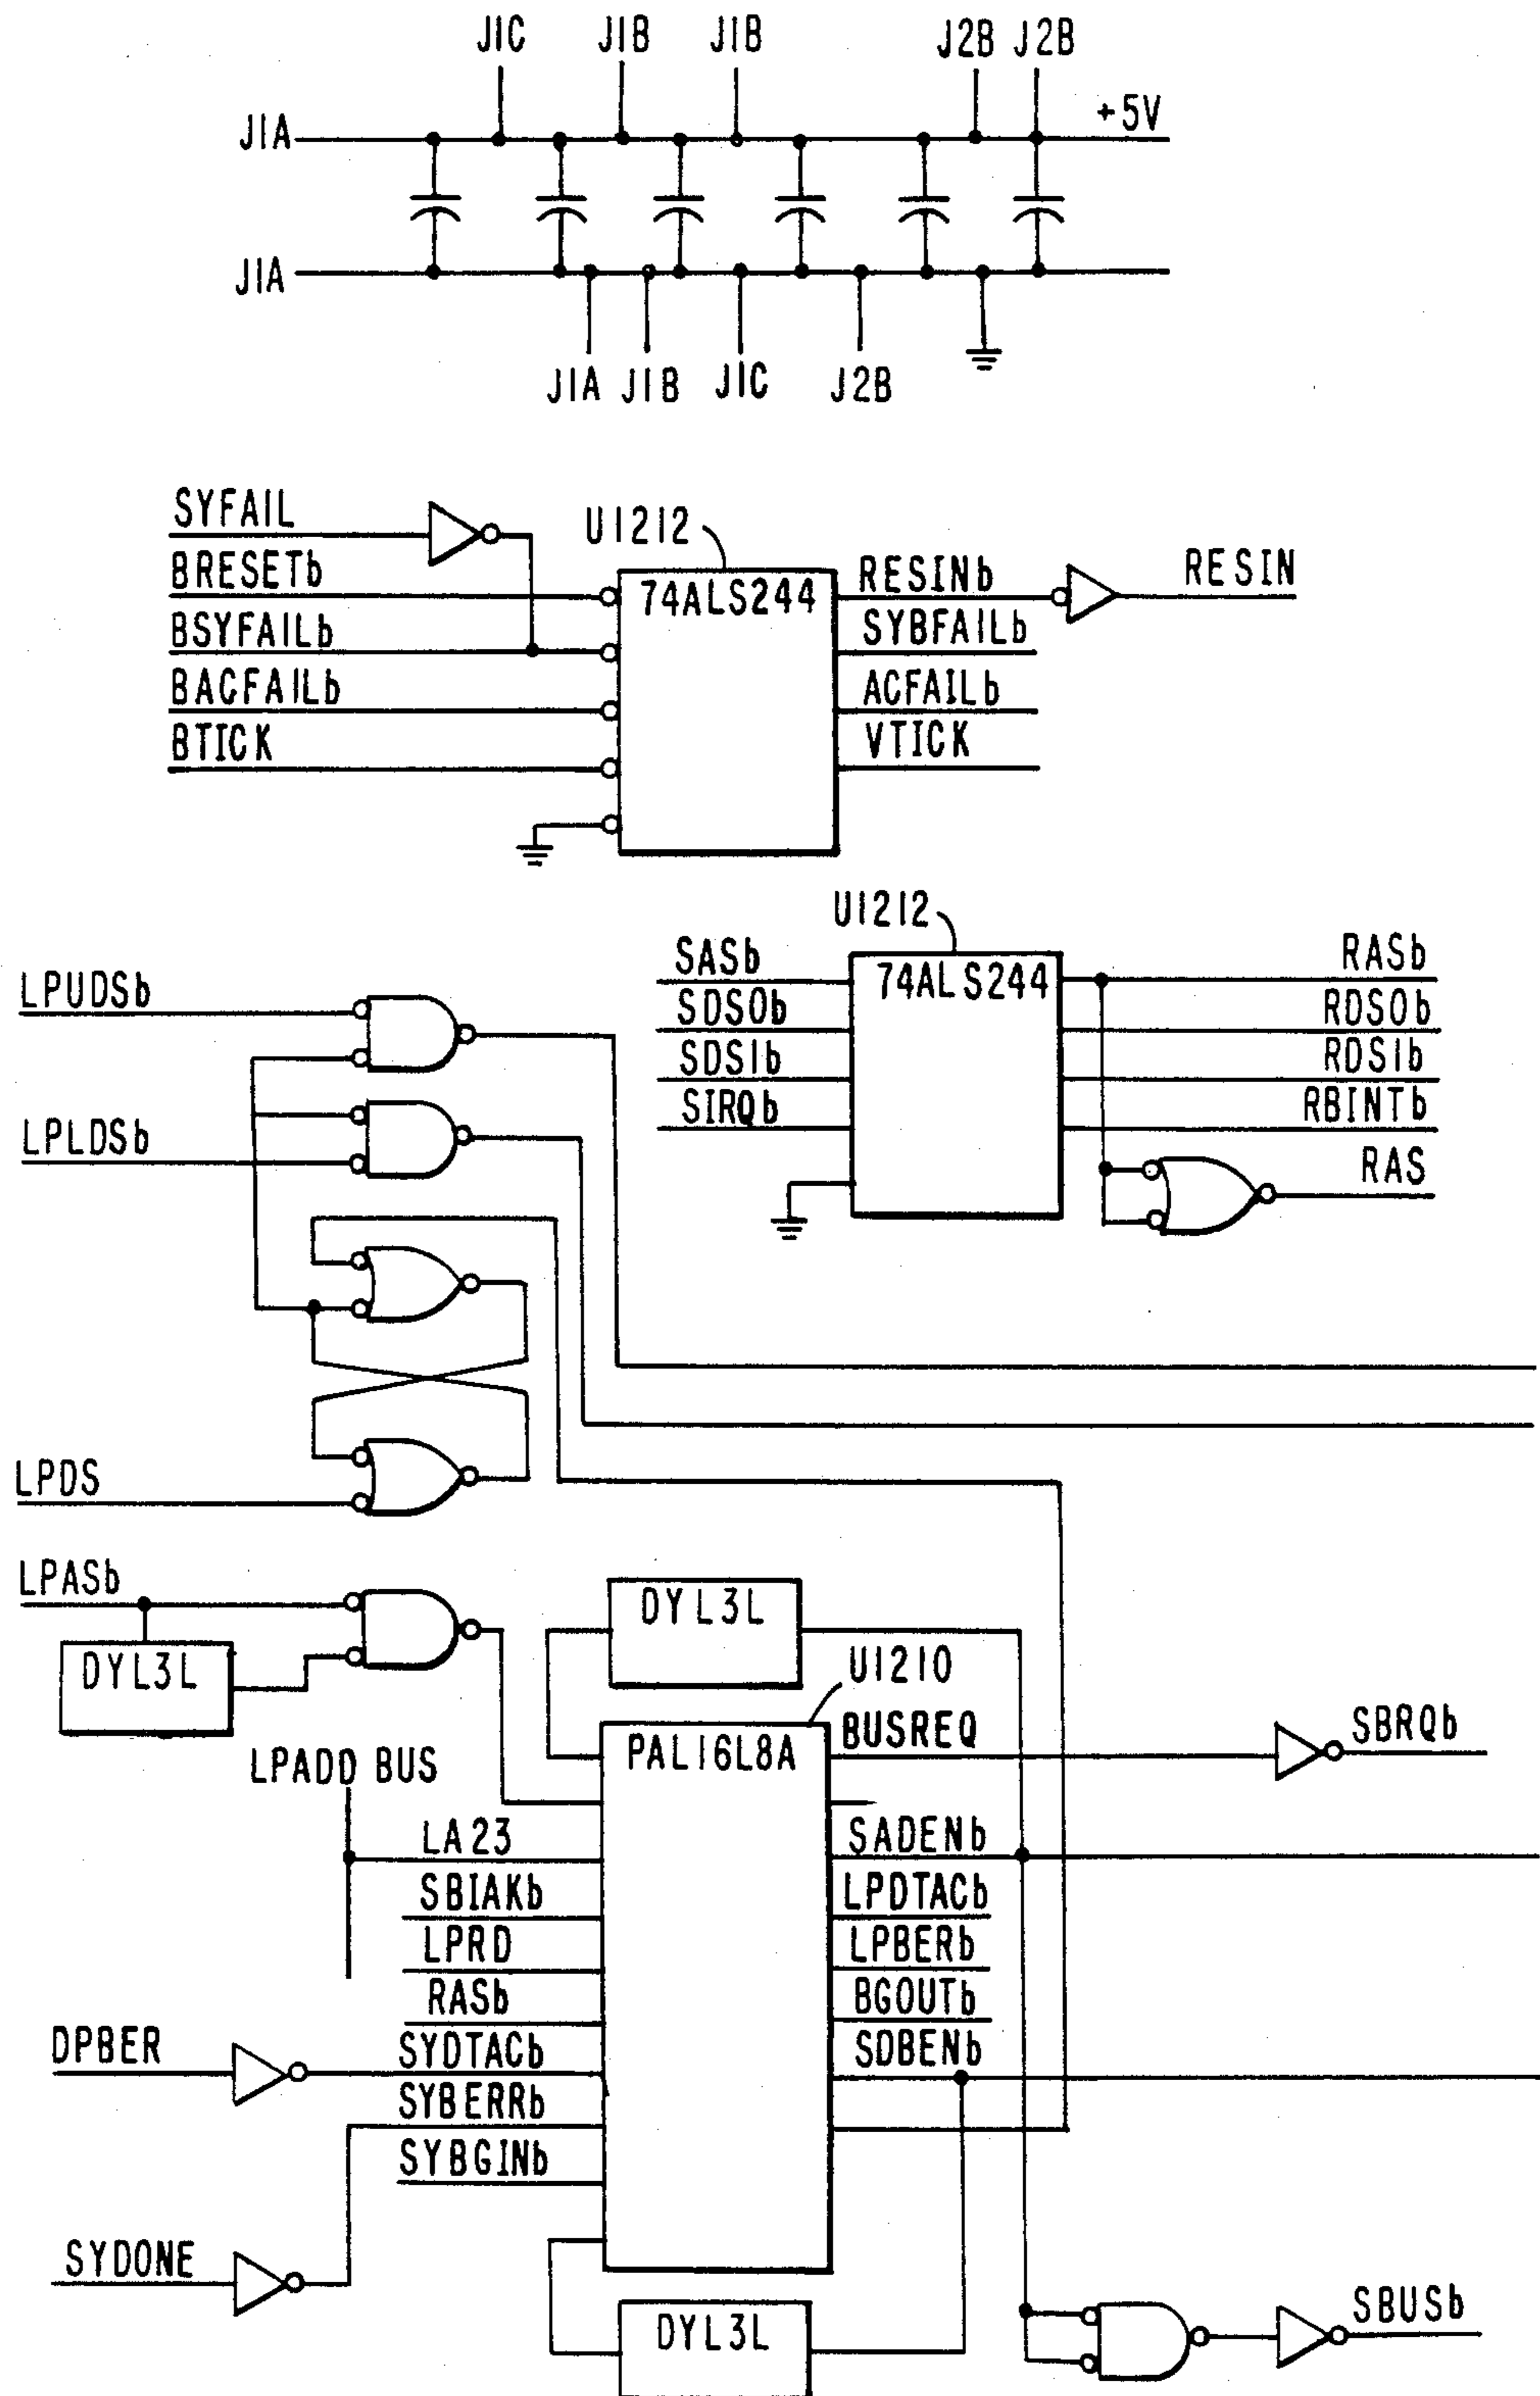 J1C J1B J1B J2B J2B
J1A +5V
J1A
J1A J1B J1C J2B
SYFAIL
U1212
BRESETb
74ALS244
RESINb
RESIN
BSYFAILb
SYBFAILb
BACFAILb
ACFAILb
BTICK
VTICK
U1212
SASb
74ALS244
RASb
LPUDSb
SDS0b
RDS0b
SDS1b
RDS1b
SIRQb
RBINTb
LPLDSb
RAS
LPDS
LPASb
DYL3L
DYL3L
U1210
BUSREQ
SBRQb
PAL16L8A
LPADD BUS
LA23
SADENb
SBIAKb
LPDTACb
LPRD
LPBERb
RASb
BGOUTb
DPBER
SYDTACb
SDBENb
SYBERRb
SYBGINb
SYDONE
DYL3L
SBUSb